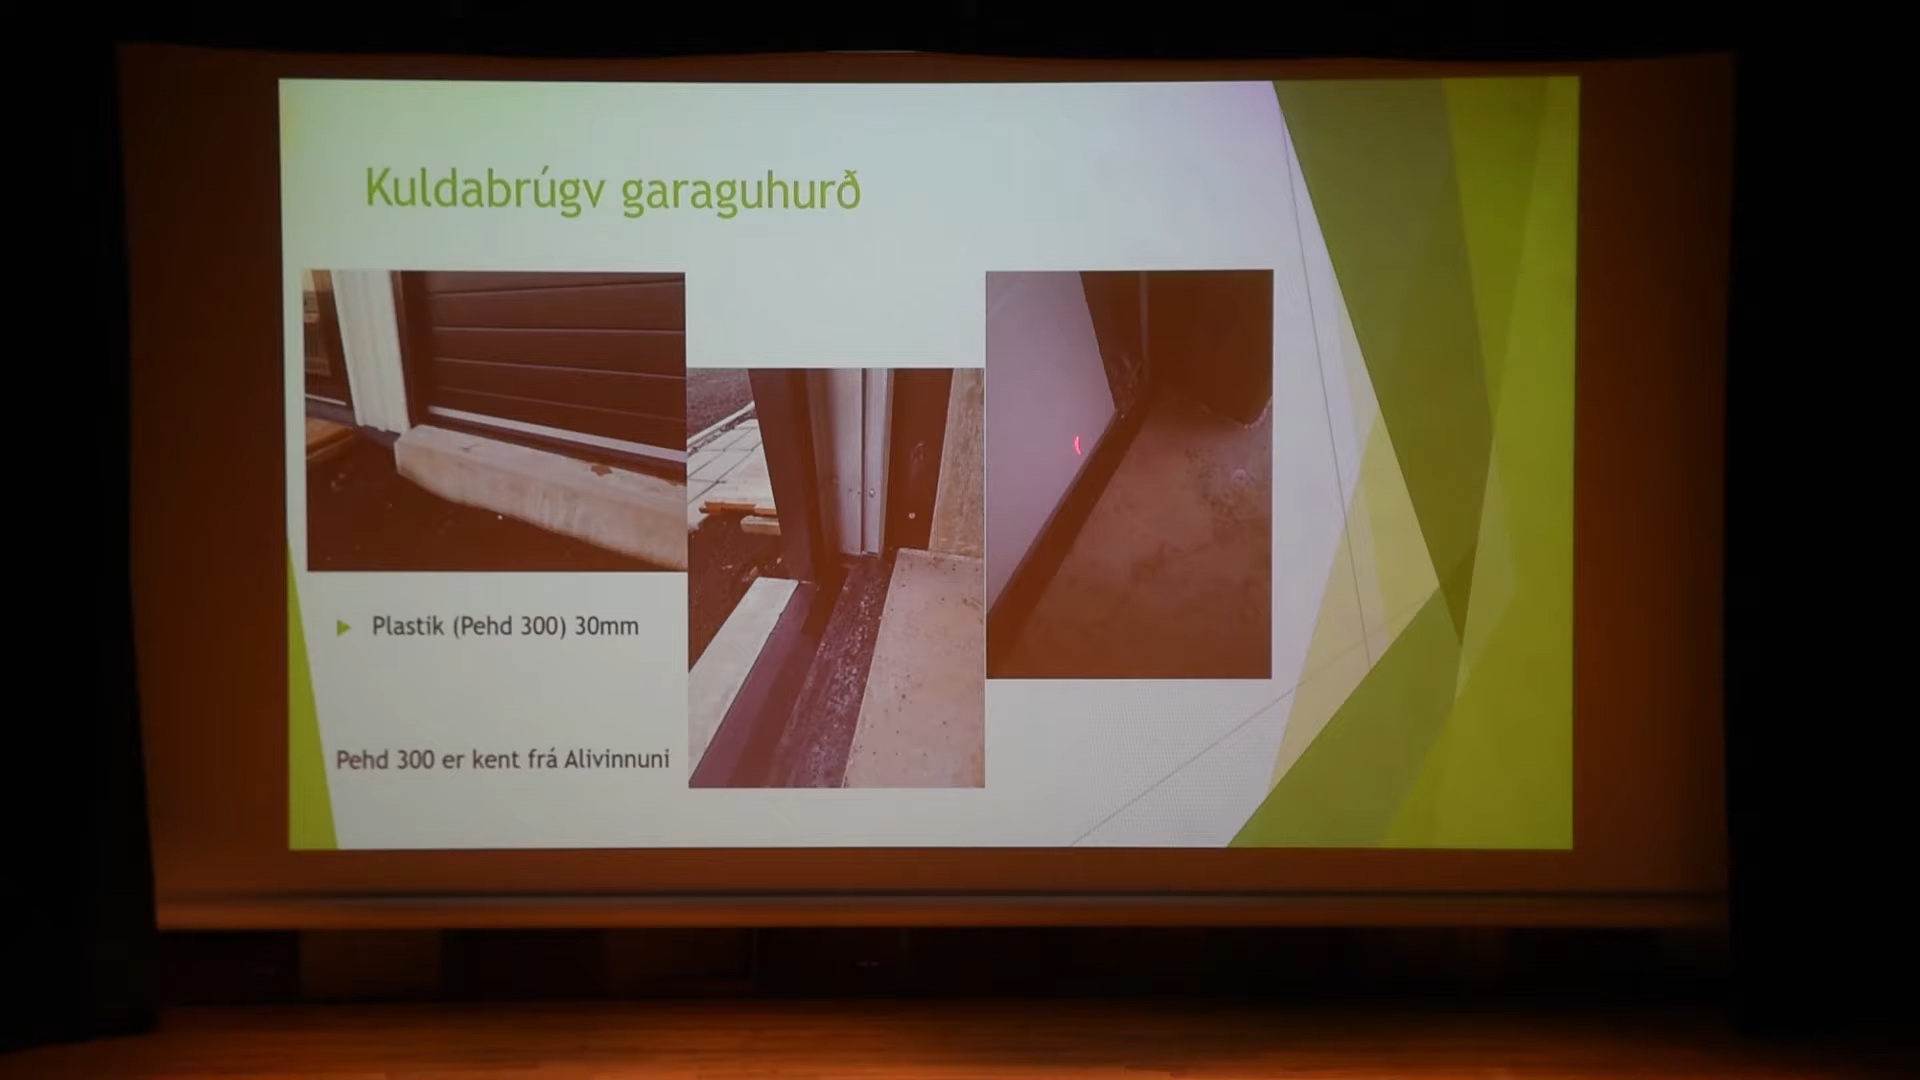 Kuldabrúgv garaguhurð
Plastik (Pehd 300) 30mm
Pehd 300 er kent frá Alivinnuni